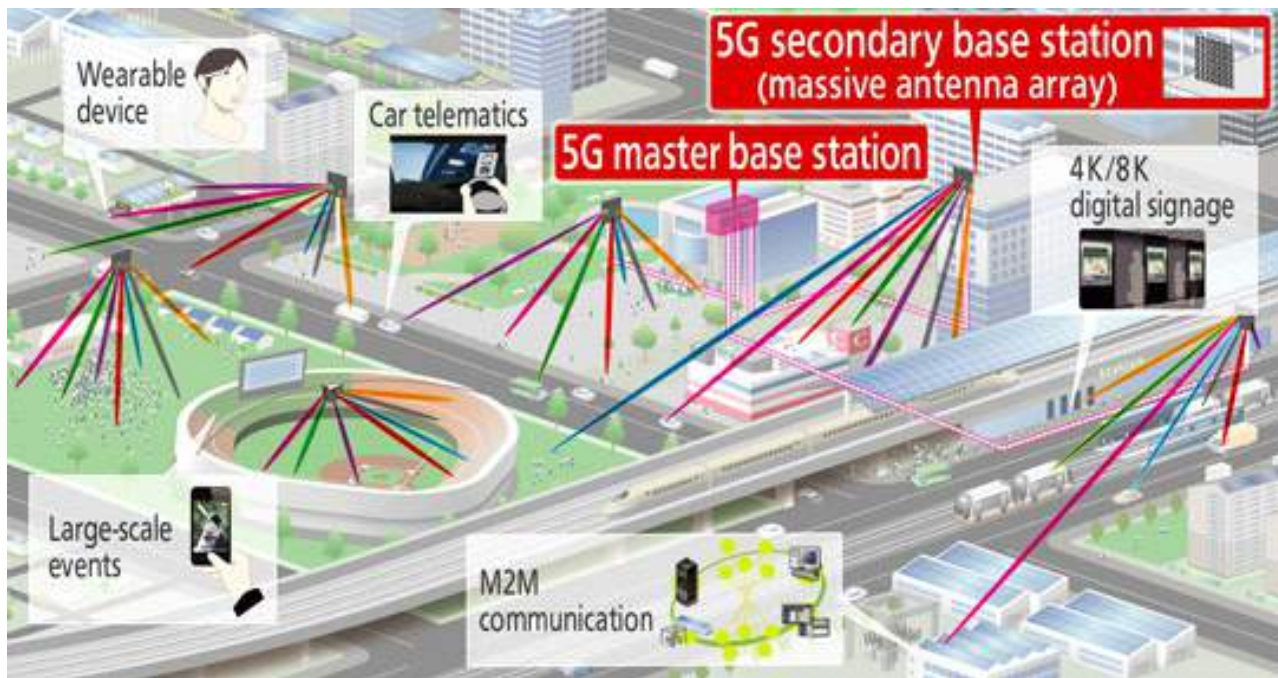 5G secondary base station
(massive antenna array)
Wearable
device
Car telematics
5G master base station
4K/8K
digital signage
Large-scale
events
M2M
communication